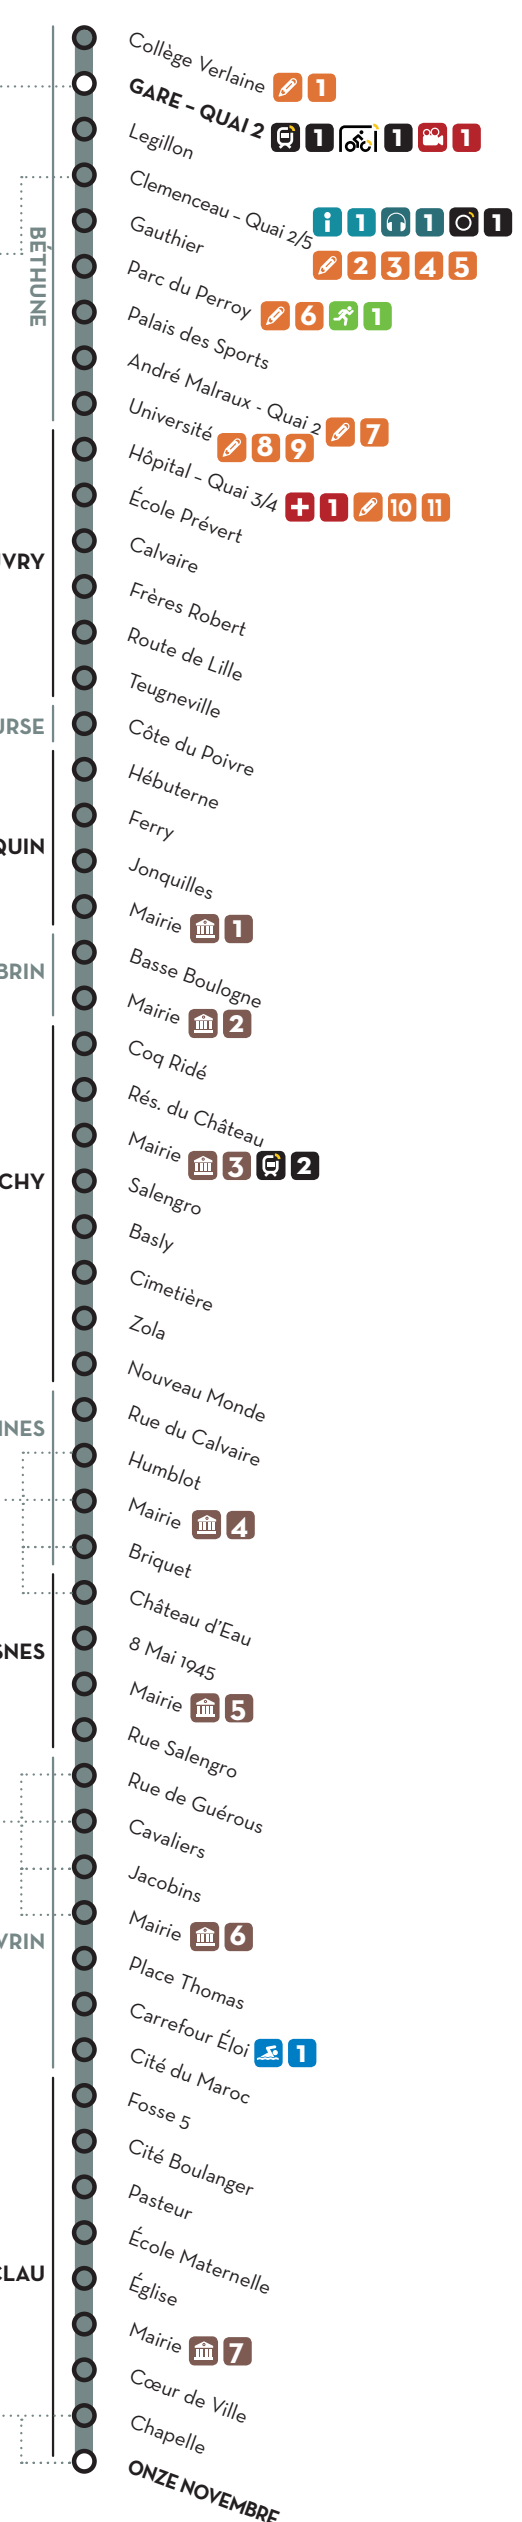 Collège Verlaine 1
GARE – QUAI 2 1 1 1
Legillon
Clemenceau – Quai 2/5 i 1 1 1
2 3 4 5
Gauthier
BÉTHUNE
Parc du Perroy 6 1
Palais des Sports
André Malraux - Quai 2 7
Université 8 9
Hôpital – Quai 3/4 1 10 11
École Prévert
Calvaire
VRY
Frères Robert
Route de Lille
Teugneville
Côte du Poivre
URSE
Hébuterne
Ferry
QUIN
Jonquilles
Mairie 1
Basse Boulogne
BRIN
Mairie 2
Coq Ridé
Rés. du Château
Mairie 3 2
CHY
Salengro
Basly
Cimetière
Zola
Nouveau Monde
Rue du Calvaire
INES
Humblot
Mairie 4
Briquet
Château d'Eau
8 Mai 1945
SNES
Mairie 5
Rue Salengro
Rue de Guérous
Cavaliers
Jacobins
Mairie 6
VRIN
Place Thomas
Carrefour Éloi 1
Cité du Maroc
Fosse 5
Cité Boulanger
Pasteur
École Maternelle
CLAU
Église
Mairie 7
Cœur de Ville
Chapelle
ONZE NOVEMBRE